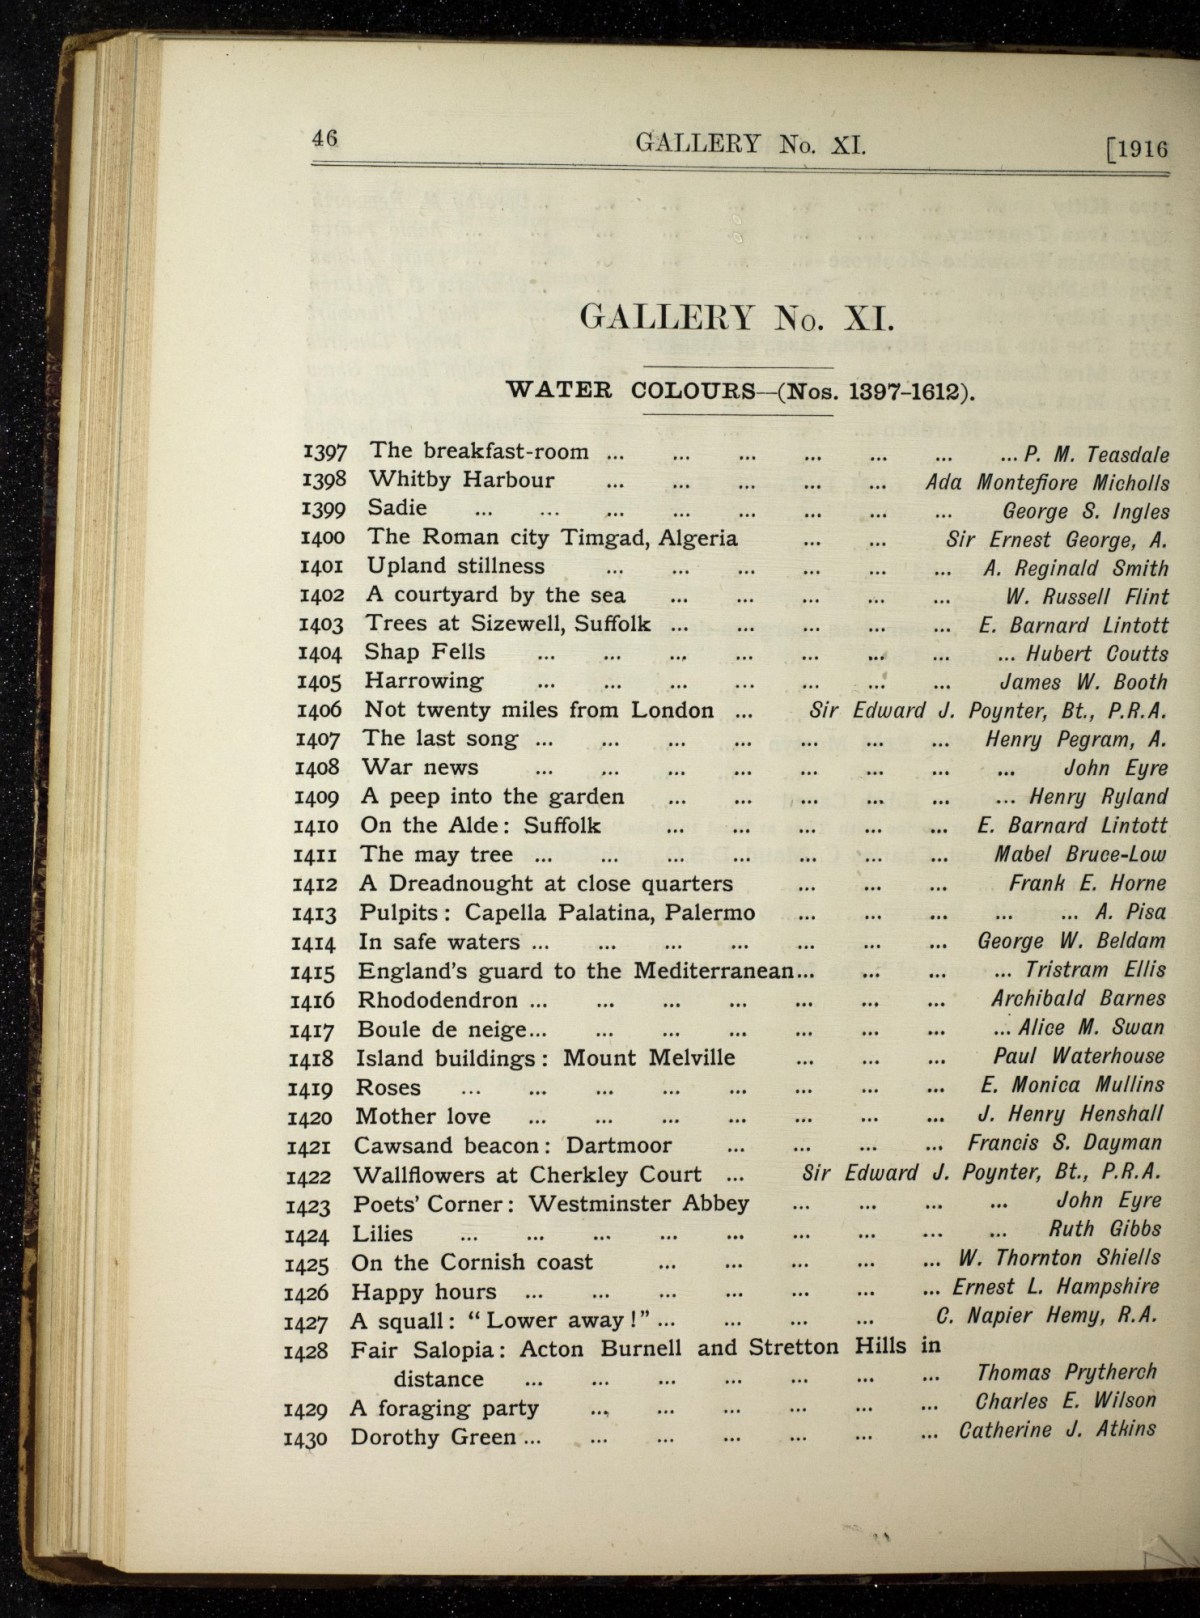 46 GALLERY No. XI. [1916
GALLERY No. XI.
WATER COLOURS—(Nos. 1397-1612).
1397 The breakfast-room ... ... ... ... ... ... ... P. M. Teasdale
1398 Whitby Harbour ... ... ... ... ... Ada Montefiore Micholls
1399 Sadie ... ... ... ... ... ... ... ... George S. Ingles
1400 The Roman city Timgad, Algeria ... ... Sir Ernest George, A.
1401 Upland stillness ... ... ... ... ... ... A. Reginald Smith
1402 A courtyard by the sea ... ... ... ... ... W. Russell Flint
1403 Trees at Sizewell, Suffolk ... ... ... ... ... E. Barnard Lintott
1404 Shap Fells ... ... ... ... ... ... ... ... Hubert Coutts
1405 Harrowing ... ... ... ... ... ... ... James W. Booth
1406 Not twenty miles from London ... Sir Edward J. Poynter, Bt., P.R.A.
1407 The last song ... ... ... ... ... ... ... Henry Pegram, A.
1408 War news ... ... ... ... ... ... ... ... John Eyre
1409 A peep into the garden ... ... ... ... ... ... Henry Ryland
1410 On the Alde: Suffolk ... ... ... ... ... E. Barnard Lintott
1411 The may tree ... ... ... ... ... ... ... Mabel Bruce-Low
1412 A Dreadnought at close quarters ... ... ... Frank E. Horne
1413 Pulpits: Capella Palatina, Palermo ... ... ... ... ... A. Pisa
1414 In safe waters ... ... ... ... ... ... ... George W. Beldam
1415 England's guard to the Mediterranean... ... ... ... Tristram Ellis
1416 Rhododendron ... ... ... ... ... ... ... Archibald Barnes
1417 Boule de neige... ... ... ... ... ... ... ... Alice M. Swan
1418 Island buildings: Mount Melville ... ... ... Paul Waterhouse
1419 Roses ... ... ... ... ... ... ... ... E. Monica Mullins
1420 Mother love ... ... ... ... ... ... ... J. Henry Henshall
1421 Cawsand beacon: Dartmoor ... ... ... ... Francis S. Dayman
1422 Wallflowers at Cherkley Court ... Sir Edward J. Poynter, Bt., P.R.A.
1423 Poets' Corner: Westminster Abbey ... ... ... ... John Eyre
1424 Lilies ... ... ... ... ... ... ... ... ... Ruth Gibbs
1425 On the Cornish coast ... ... ... ... ... W. Thornton Shiells
1426 Happy hours ... ... ... ... ... ... ... Ernest L. Hampshire
1427 A squall: "Lower away!" ... ... ... ... C. Napier Hemy, R.A.
1428 Fair Salopia: Acton Burnell and Stretton Hills in
distance ... ... ... ... ... ... ... Thomas Prytherch
1429 A foraging party ... ... ... ... ... ... Charles E. Wilson
1430 Dorothy Green ... ... ... ... ... ... ... Catherine J. Atkins